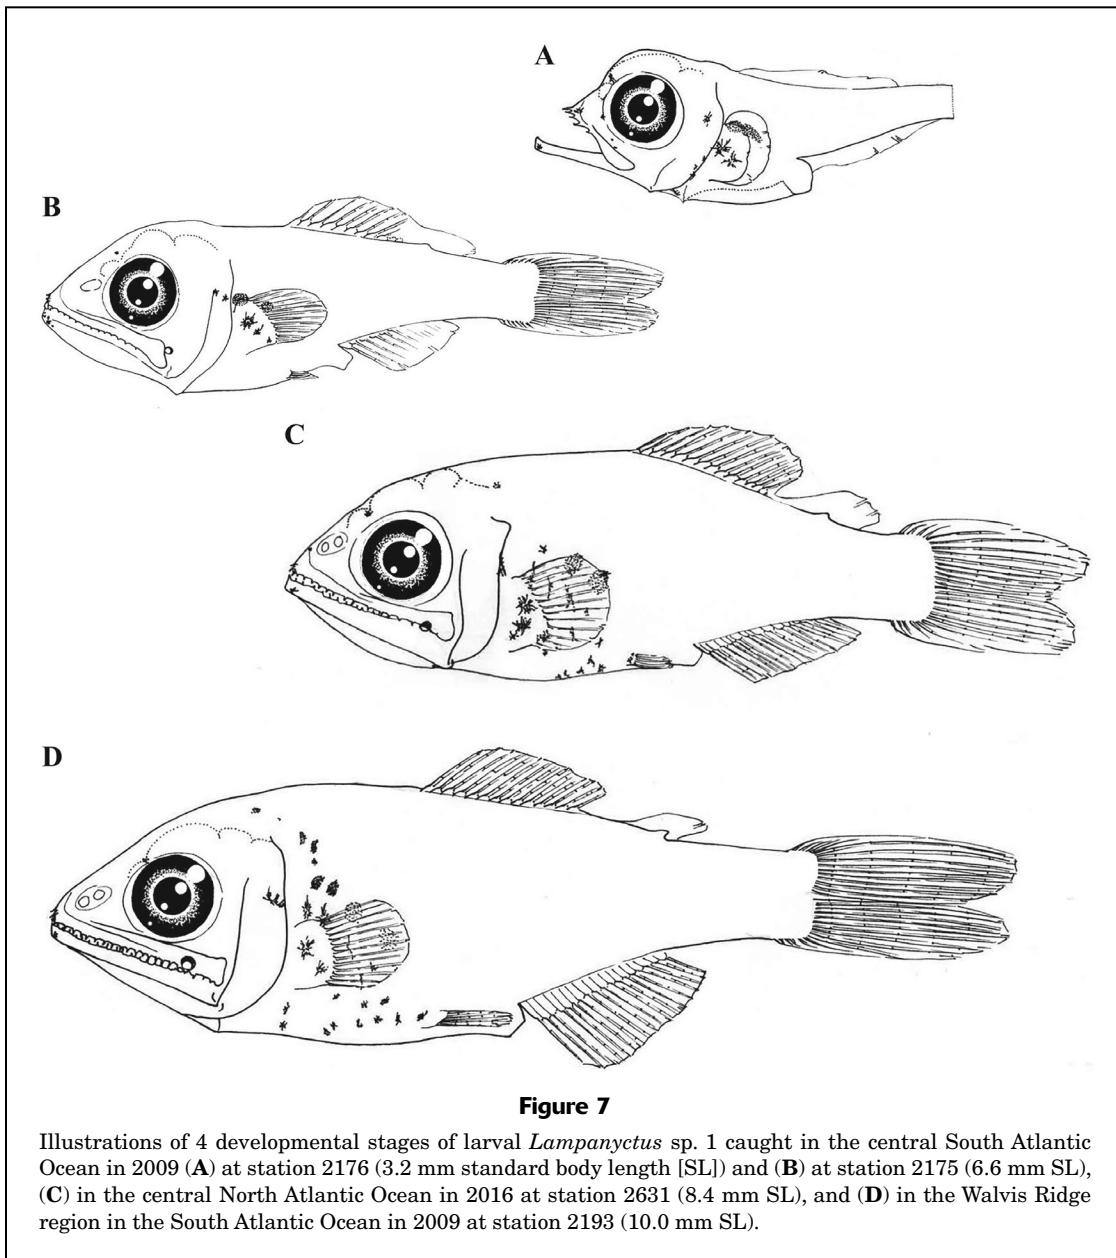 A
B
C
D
Figure 7
Illustrations of 4 developmental stages of larval Lampanyctus sp. 1 caught in the central South Atlantic
Ocean in 2009 (A) at station 2176 (3.2 mm standard body length [SL]) and (B) at station 2175 (6.6 mm SL),
(C) in the central North Atlantic Ocean in 2016 at station 2631 (8.4 mm SL), and (D) in the Walvis Ridge
region in the South Atlantic Ocean in 2009 at station 2193 (10.0 mm SL).